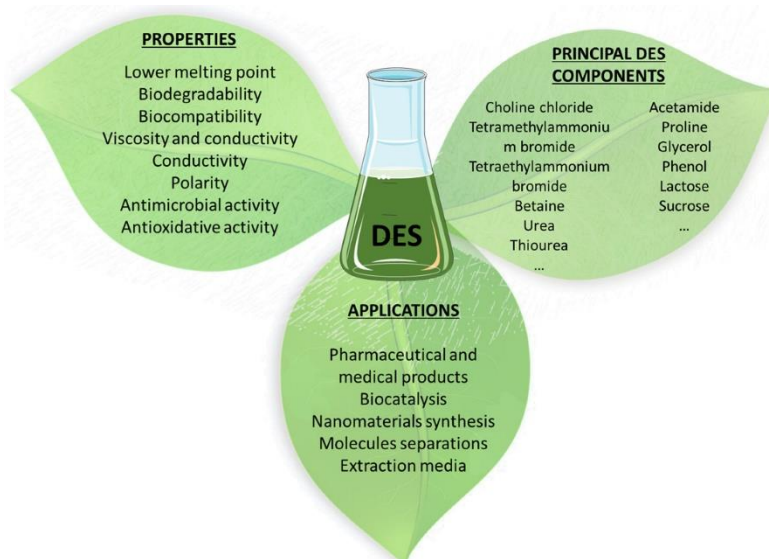 PROPERTIES
Lower melting point
Biodegradability
Biocompatibility
Viscosity and conductivity
Conductivity
Polarity
Antimicrobial activity
Antioxidative activity
DES
PRINCIPAL DES
COMPONENTS
Choline chloride
Tetramethylammoniu
m bromide
Tetraethylammonium
bromide
Betaine
Urea
Thiourea
...
Acetamide
Proline
Glycerol
Phenol
Lactose
Sucrose
...
APPLICATIONS
Pharmaceutical and
medical products
Biocatalysis
Nanomaterials synthesis
Molecules separations
Extraction media